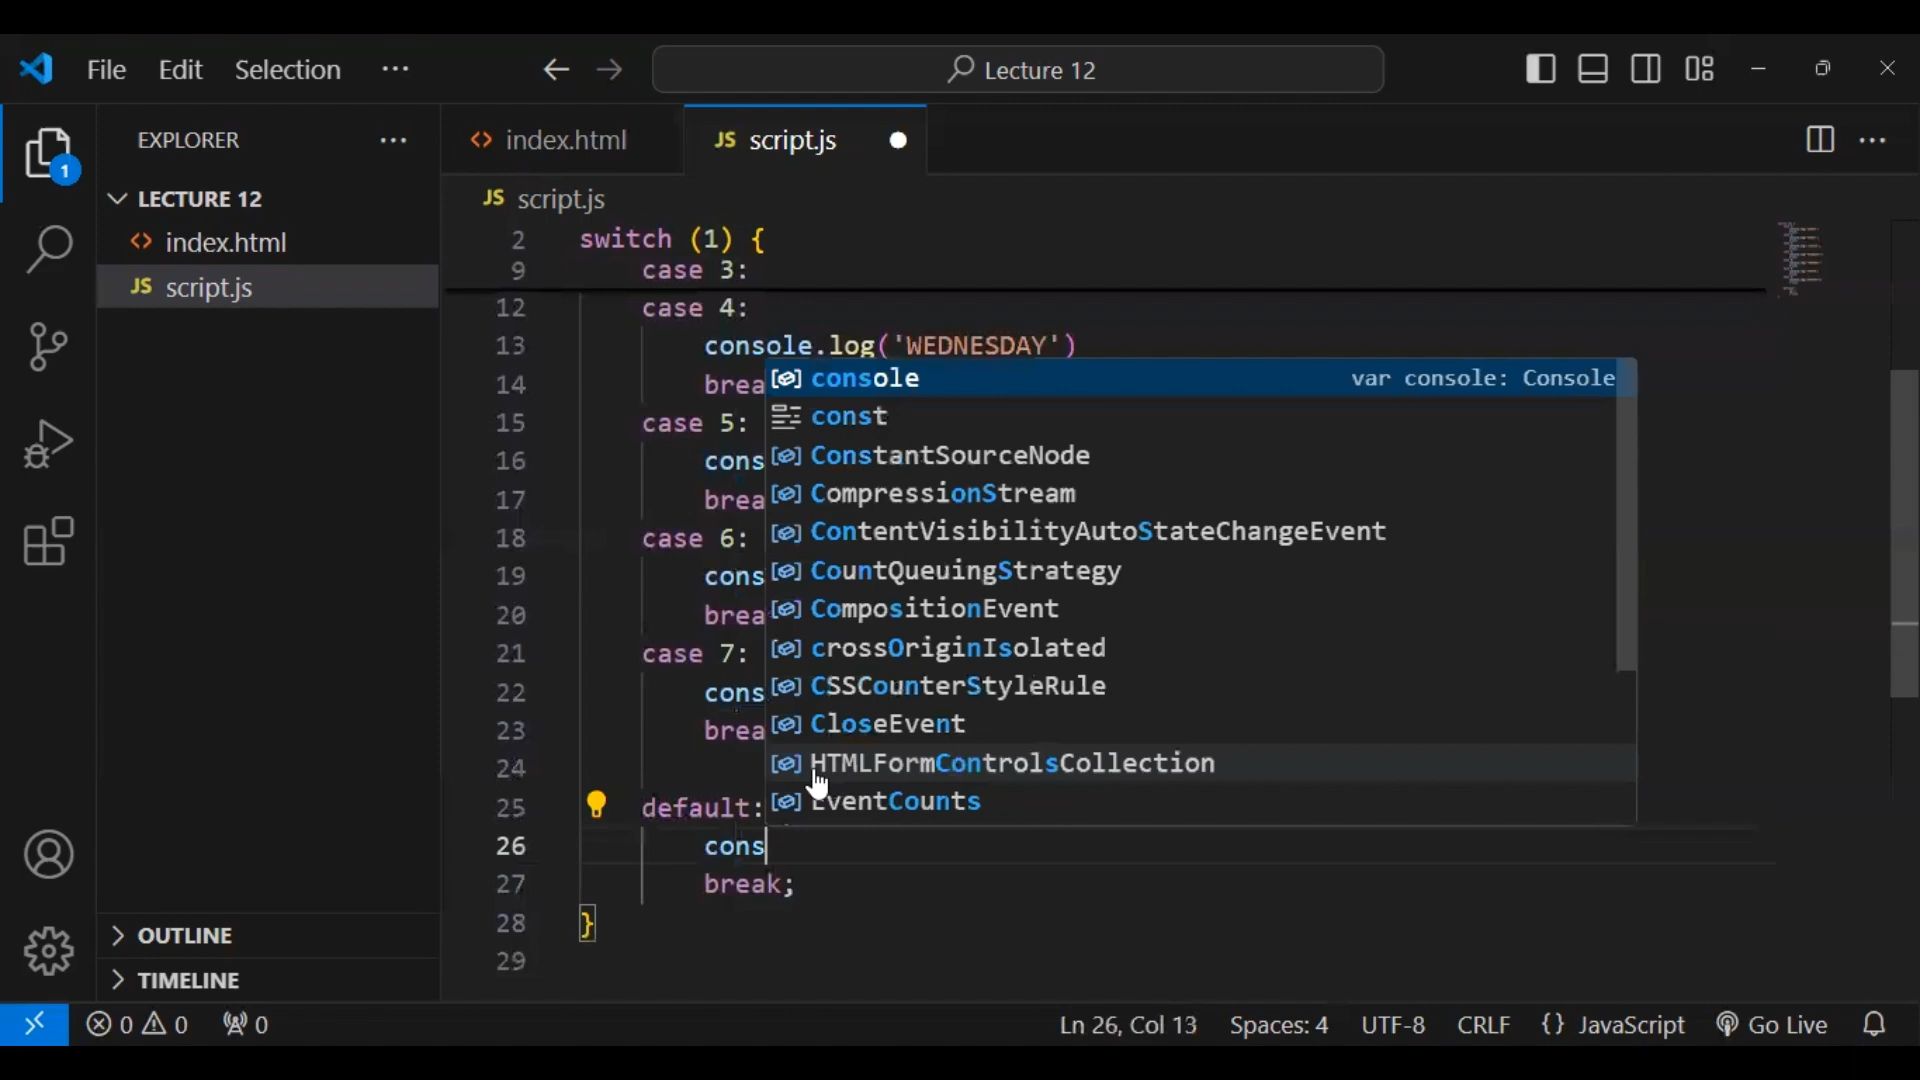 File Edit Selection ··· Lecture 12
EXPLORER ···
LECTURE 12
index.html
JS script.js
OUTLINE
TIMELINE
1
index.html JS script.js ···
JS script.js
2 switch (1) {
9 case 3:
12 case 4:
13 console.log('WEDNESDAY')
14 brea
15 case 5:
16 cons
17 brea
18 case 6:
19 cons
20 brea
21 case 7:
22 cons
23 brea
24
25 default:
26 cons
27 break;
28 }
29
console var console: Console
const
ConstantSourceNode
CompressionStream
ContentVisibilityAutoStateChangeEvent
CountQueuingStrategy
CompositionEvent
crossOriginIsolated
CSSCounterStyleRule
CloseEvent
HTMLFormControlsCollection
EventCounts
0 0 0 Ln 26, Col 13 Spaces: 4 UTF-8 CRLF {} JavaScript Go Live